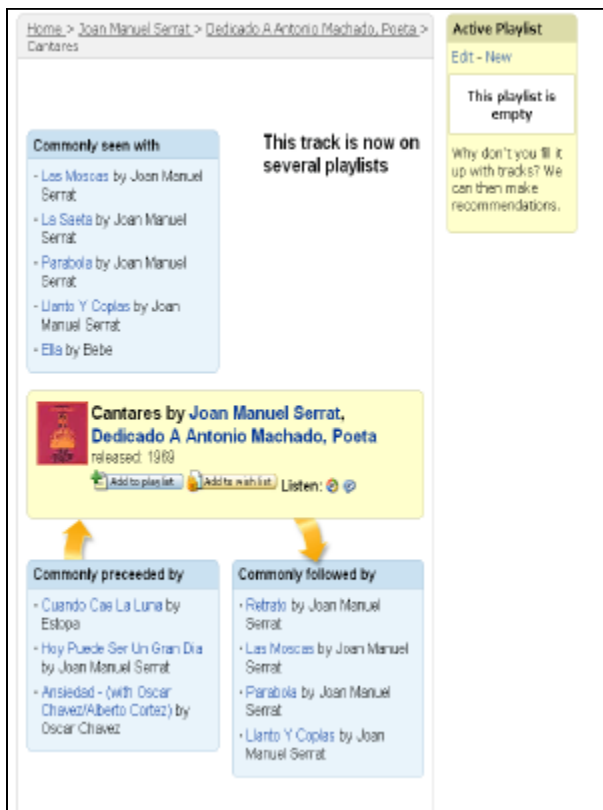 Home > Joan Manuel Serrat > Dedicado A Antonio Machado, Poeta >
Cantares
Commonly seen with
- Las Moscas by Joan Manuel
Serrat
- La Saeta by Joan Manuel
Serrat
- Parabola by Joan Manuel
Serrat
- Llanto Y Coplas by Joan
Manuel Serrat
- Ella by Bebe
This track is now on
several playlists
Cantares by Joan Manuel Serrat,
Dedicado A Antonio Machado, Poeta
released: 1969
Add to playlist
Add to wish list
Listen:
Commonly preceeded by
- Cuando Cae La Luna by
Estopa
- Hoy Puede Ser Un Gran Dia
by Joan Manuel Serrat
- Ansiedad - (with Oscar
Chavez/Alberto Cortez) by
Oscar Chavez
Commonly followed by
- Retrato by Joan Manuel
Serrat
- Las Moscas by Joan Manuel
Serrat
- Parabola by Joan Manuel
Serrat
- Llanto Y Coplas by Joan
Manuel Serrat
Active Playlist
Edit - New
This playlist is
empty
Why don't you fill it
up with tracks? We
can then make
recommendations.